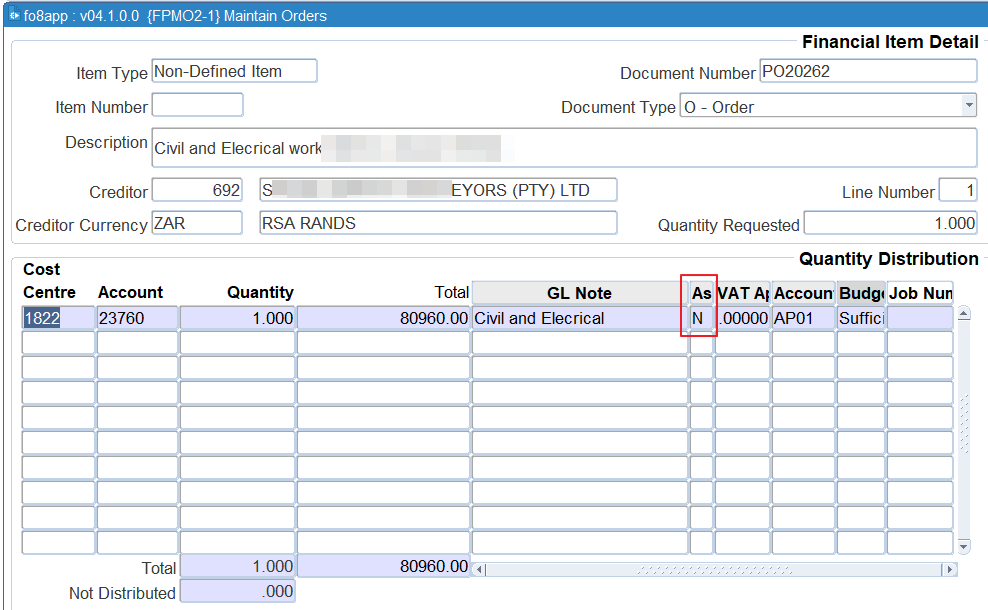 fo8app : v04.1.0.0 {FPMO2-1} Maintain Orders
Financial Item Detail
Item Type Non-Defined Item Document Number PO20262
Item Number Document Type O - Order
Description Civil and Elecrical work
Creditor 692 S EYORS (PTY) LTD Line Number 1
Creditor Currency ZAR RSA RANDS Quantity Requested 1.000
Quantity Distribution
Cost
Centre Account Quantity Total GL Note As VAT Ap Accoun Budge Job Num
1822 23760 1.000 80960.00 Civil and Elecrical N .00000 AP01 Suffici
Total 1.000 80960.00
Not Distributed .000